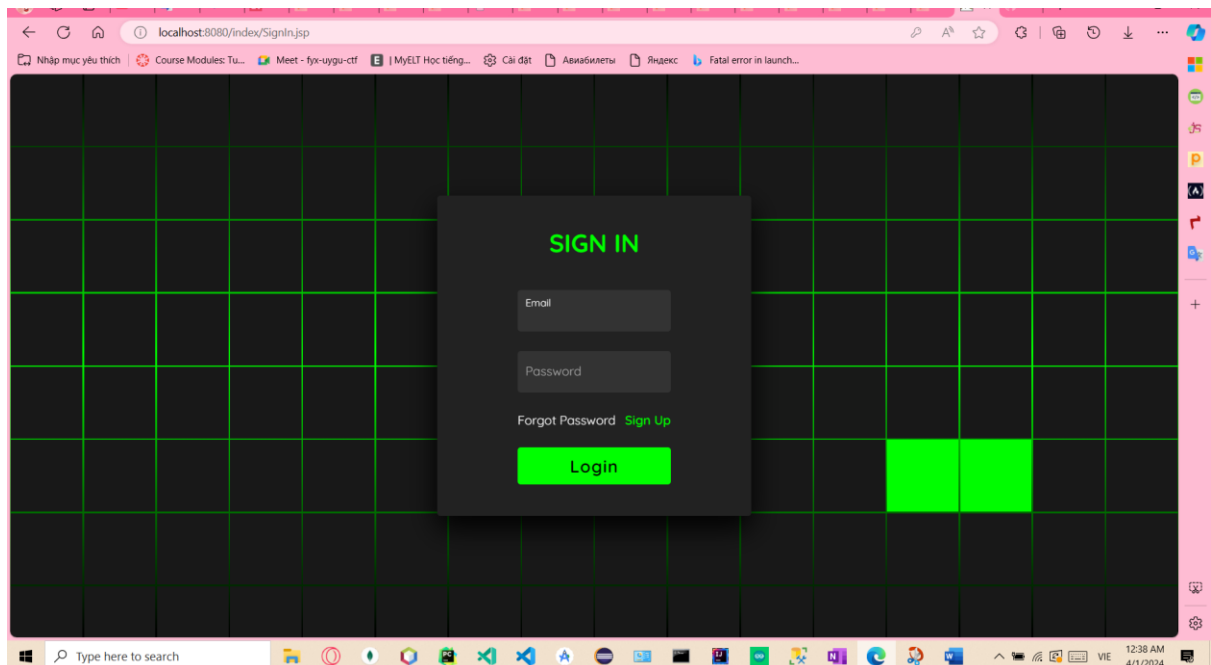 localhost:8080/index/SignIn.jsp
Nhập mục yêu thích Course Modules: Tu... Meet - fyx-uygu-ctf | MyELT Học tiếng... Cài đặt Авиабилеты Яндекс Fatal error in launch...
SIGN IN
Email
Password
Forgot Password Sign Up
Login
Type here to search
VIE
12:38 AM
4/1/2024